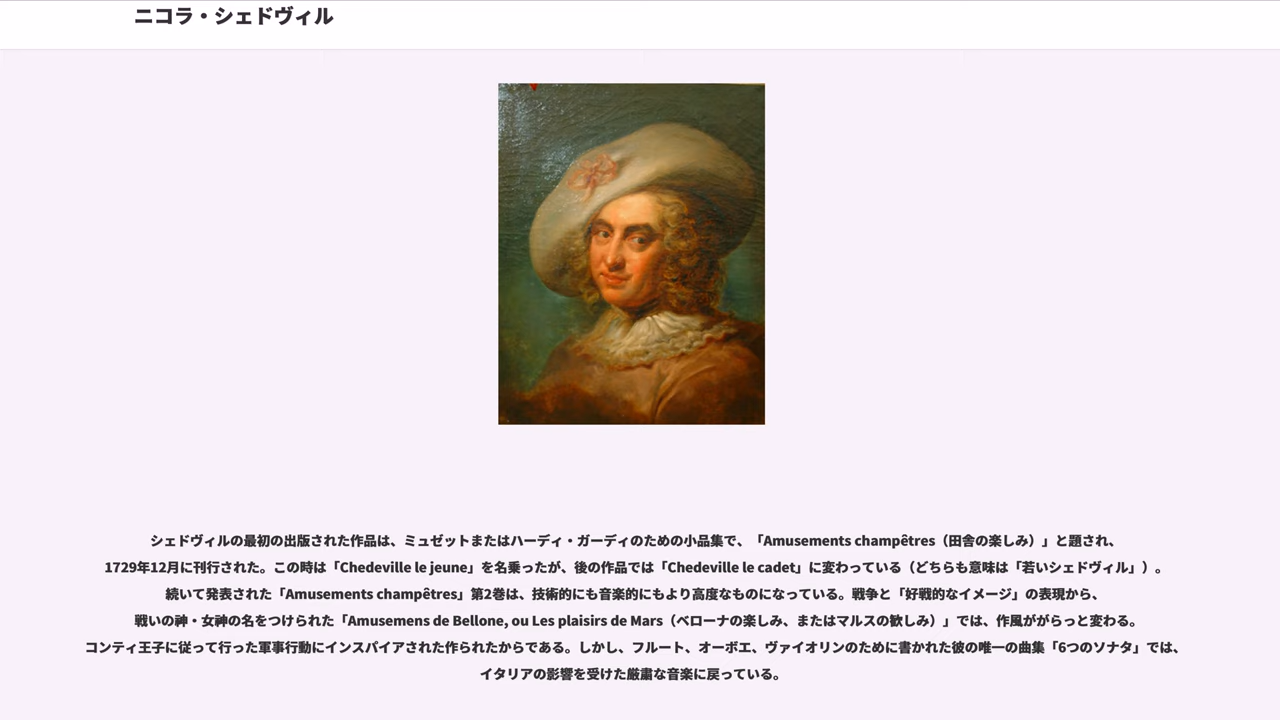 ニコラ・シェドヴィル
シェドヴィルの最初の出版された作品は、ミュゼットまたはハーディ・ガーディのための小品集で、「Amusements champêtres（田舎の楽しみ）」と題され、
1729年12月に刊行された。この時は「Chedeville le jeune」を名乗ったが、後の作品では「Chedeville le cadet」に変わっている（どちらも意味は「若いシェドヴィル」）。
続いて発表された「Amusements champêtres」第2巻は、技術的にも音楽的にもより高度なものになっている。戦争と「好戦的なイメージ」の表現から、
戦いの神・女神の名をつけられた「Amusemens de Bellone, ou Les plaisirs de Mars（ベローナの楽しみ、またはマルスの歓しみ）」では、作風ががらっと変わる。
コンティ王子に従って行った軍事行動にインスパイアされた作られたからである。しかし、フルート、オーボエ、ヴァイオリンのために書かれた彼の唯一の曲集「6つのソナタ」では、
イタリアの影響を受けた厳粛な音楽に戻っている。